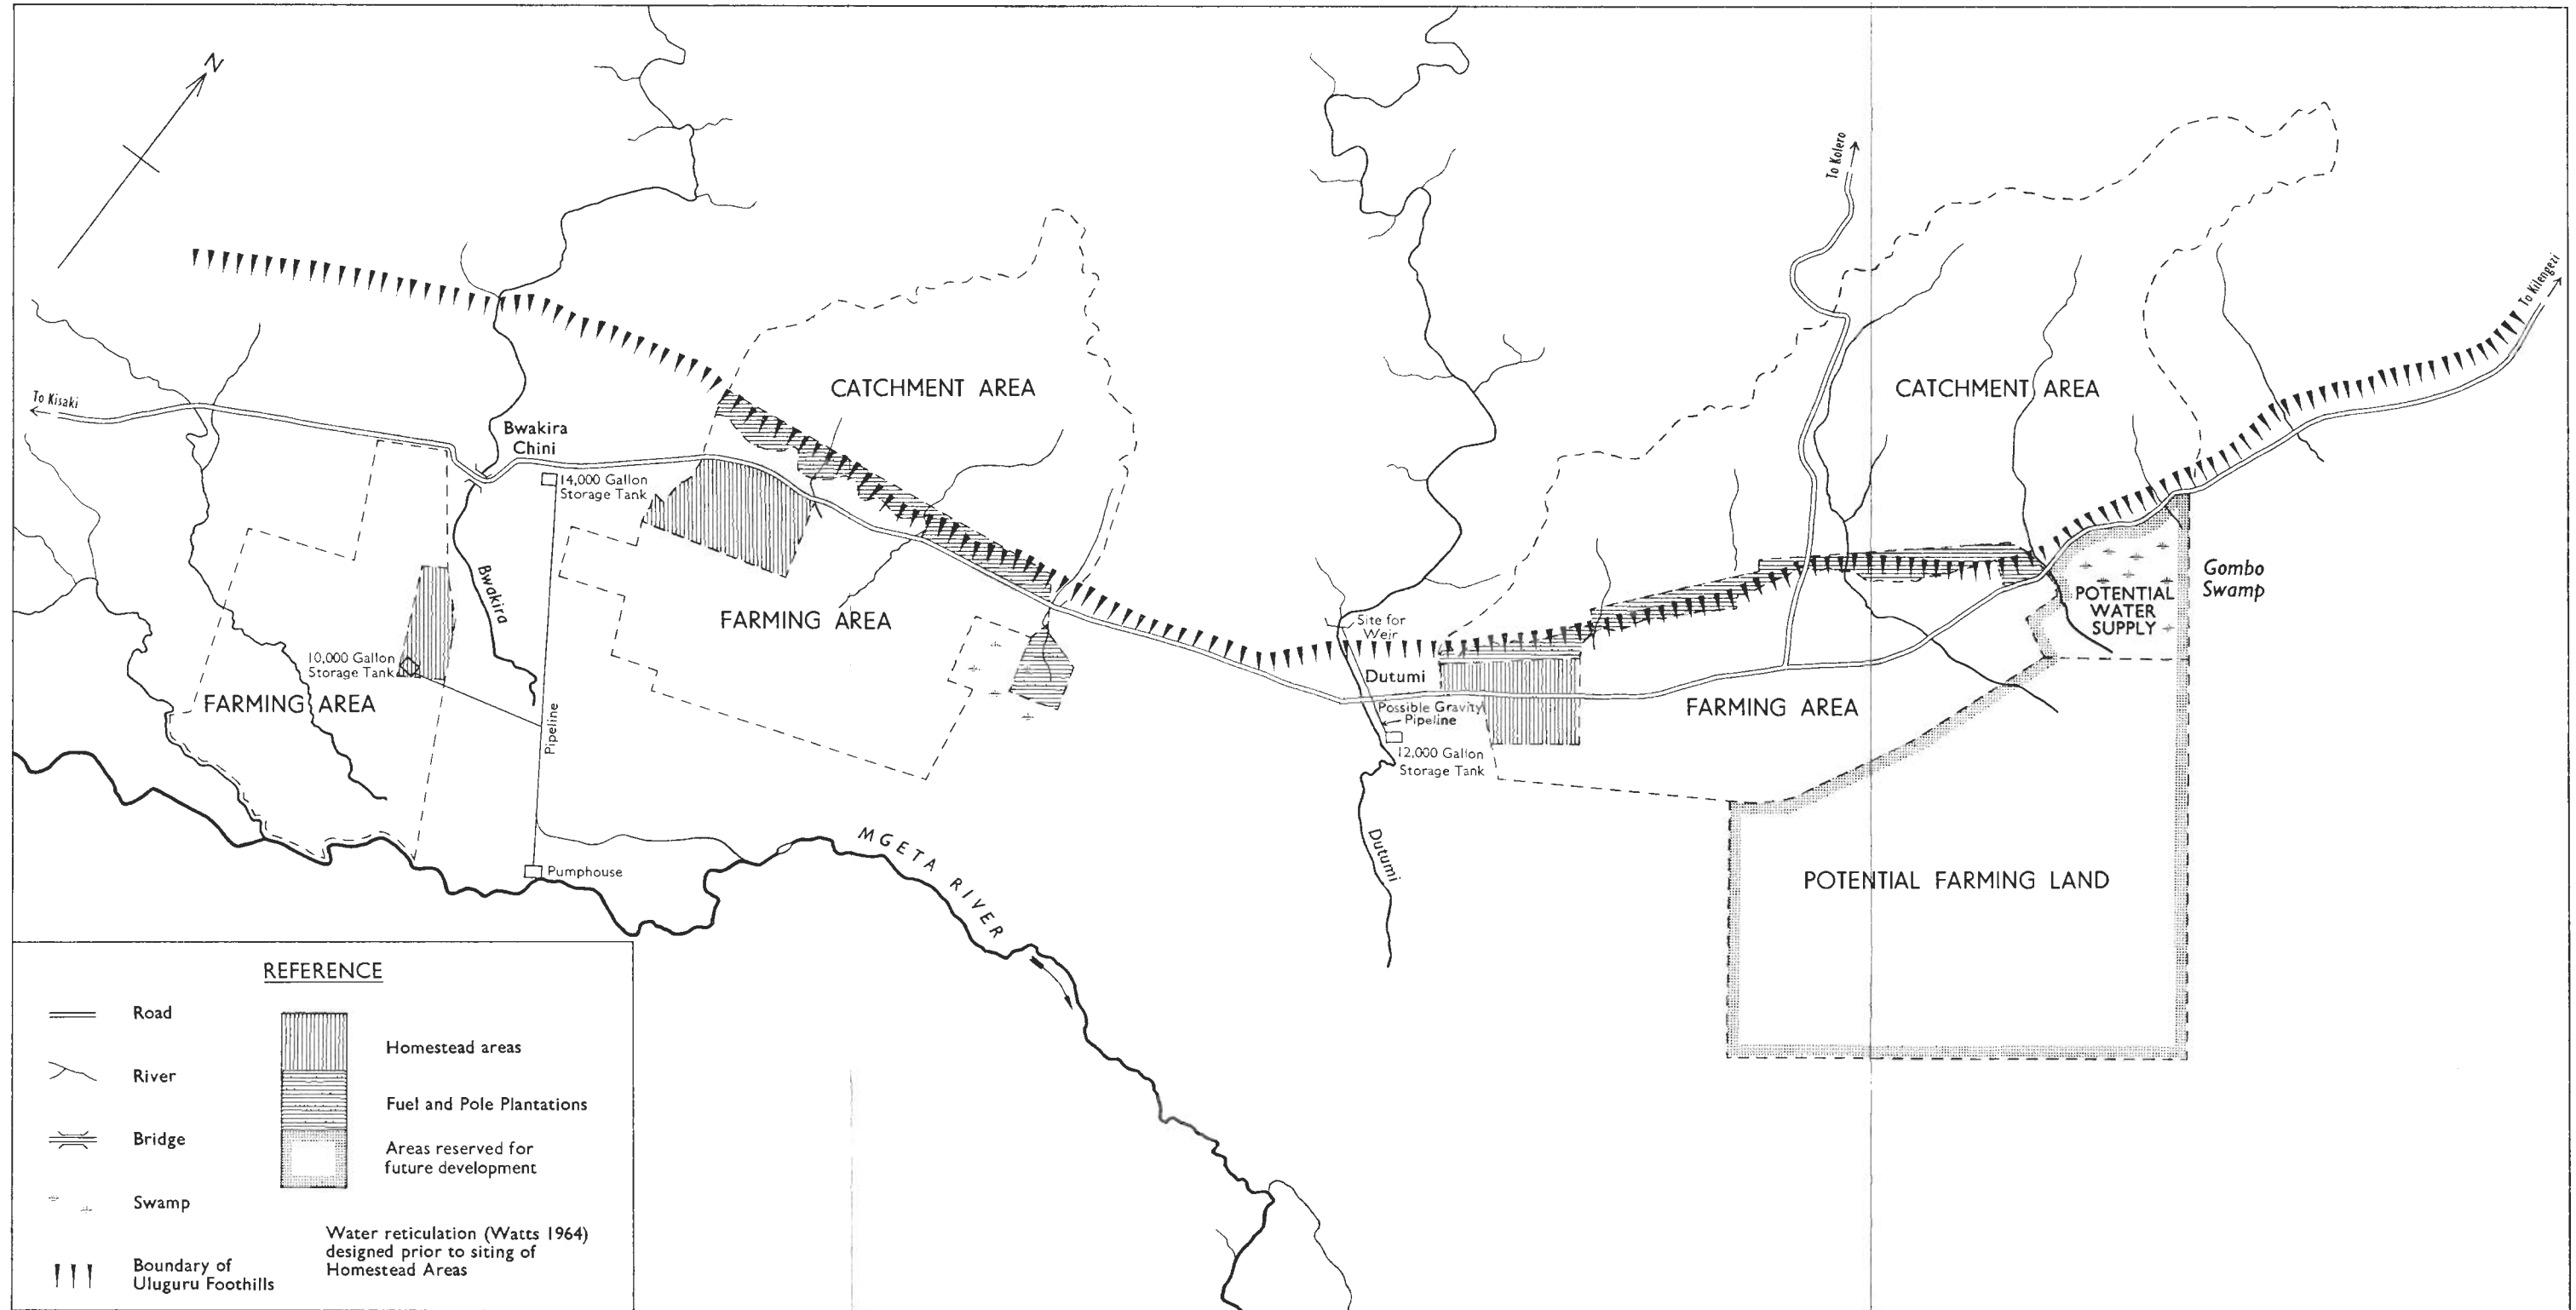 N
To Kolero
To Kilengezi
CATCHMENT AREA
CATCHMENT AREA
To Kisaki
Bwakira
Chini
14,000 Gallon
Storage Tank
Bwakira
FARMING AREA
10,000 Gallon
Storage Tank
FARMING AREA
Pipeline
Pumphouse
MGETA RIVER
Site for
Weir
Dutumi
Possible Gravity
Pipeline
12,000 Gallon
Storage Tank
Dutumi
FARMING AREA
Gombo
Swamp
POTENTIAL
WATER
SUPPLY
POTENTIAL FARMING LAND
REFERENCE
Road
River
Bridge
Swamp
Boundary of
Uluguru Foothills
Homestead areas
Fuel and Pole Plantations
Areas reserved for
future development
Water reticulation (Watts 1964)
designed prior to siting of
Homestead Areas